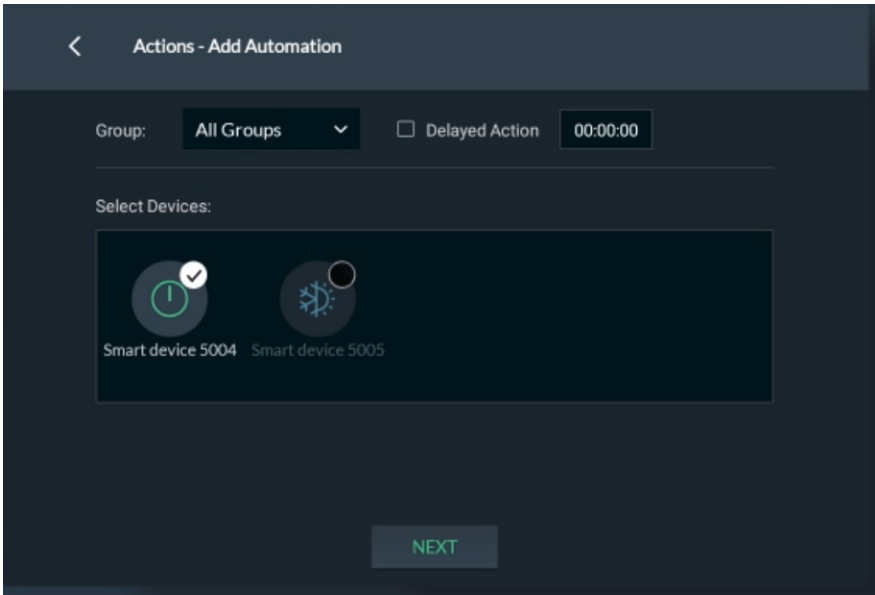 Actions - Add Automation
Group: All Groups Delayed Action 00:00:00
Select Devices:
Smart device 5004 Smart device 5005
NEXT